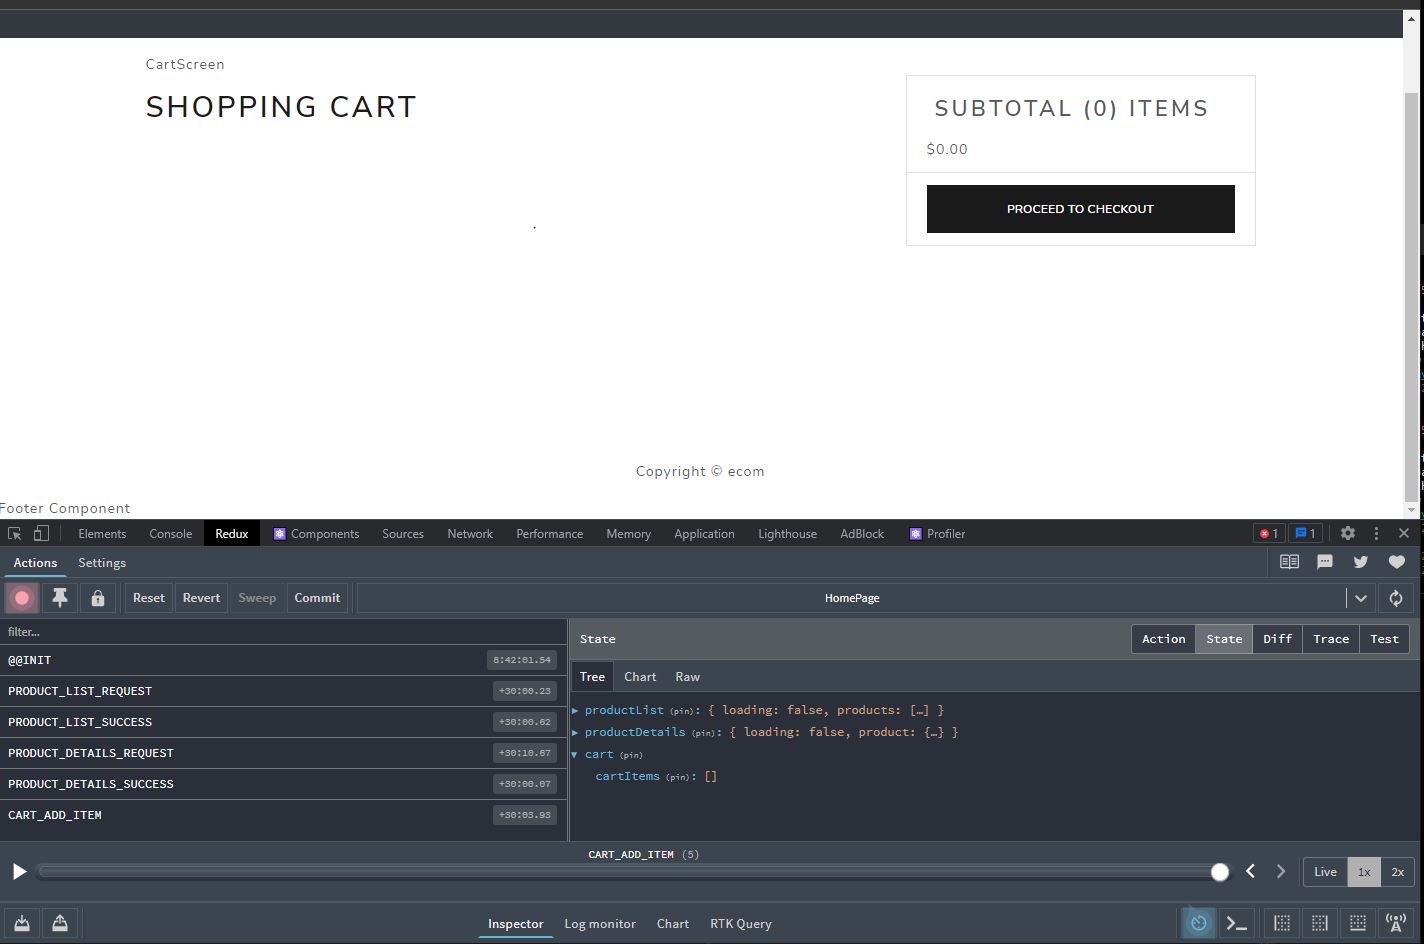 CartScreen
SHOPPING CART
SUBTOTAL (0) ITEMS
$0.00
PROCEED TO CHECKOUT
Copyright © ecom
Footer Component
Elements Console Redux Components Sources Network Performance Memory Application Lighthouse AdBlock Profiler 1 1
Actions Settings
Reset Revert Sweep Commit HomePage
filter...
@@INIT 8:42:01.54
PRODUCT_LIST_REQUEST +30:00.23
PRODUCT_LIST_SUCCESS +30:00.62
PRODUCT_DETAILS_REQUEST +30:10.67
PRODUCT_DETAILS_SUCCESS +30:00.07
CART_ADD_ITEM +30:03.93
State Action State Diff Trace Test
Tree Chart Raw
productList (pin): { loading: false, products: […] }
productDetails (pin): { loading: false, product: {…} }
cart (pin)
cartItems (pin): []
CART_ADD_ITEM (5)
Live 1x 2x
Inspector Log monitor Chart RTK Query